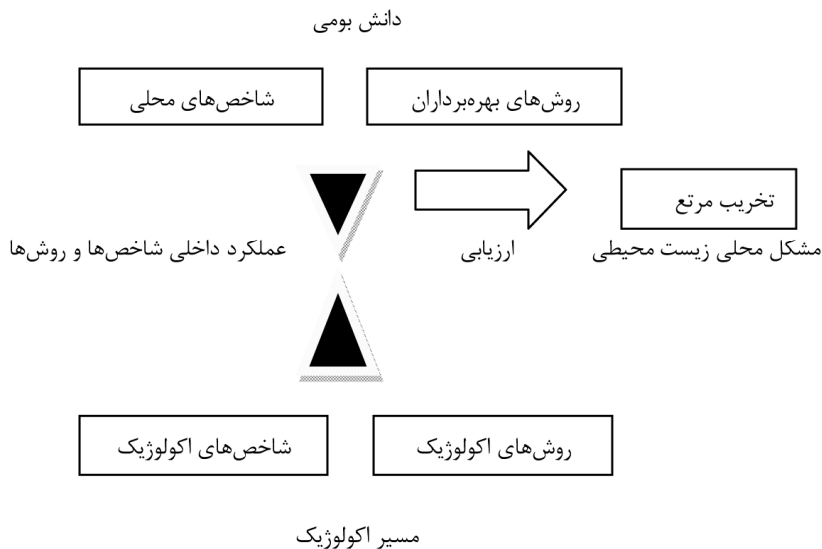 دانش بومی
روش‌های بهره‌برداران
شاخص‌های محلی
تخریب مرتع
مشکل محلی زیست محیطی
ارزیابی
عملکرد داخلی شاخص‌ها و روش‌ها
روش‌های اکولوژیک
شاخص‌های اکولوژیک
مسیر اکولوژیک